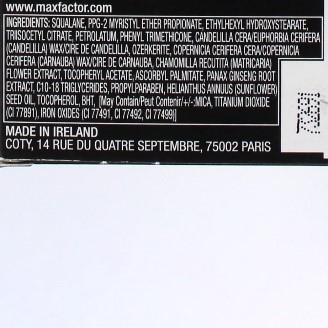 www.maxfactor.com
INGREDIENTS: SQUALANE, PPG-2 MYRISTYL ETHER PROPIONATE, ETHYLHEXYL HYDROXYSTEARATE,
TRIISOCETYL CITRATE, PETROLATUM, PHENYL TRIMETHICONE, CANDELILLA CERA/EUPHORBIA CERIFERA
(CANDELILLA) WAX/CIRE DE CANDELILLA, OZERKERITE, COPERNICIA CERIFERA CERA/COPERNICIA
CERIFERA (CARNAUBA) WAX/CIRE DE CARNAUBA, CHAMOMILLA RECUTITA (MATRICARIA)
FLOWER EXTRACT, TOCOPHERYL ACETATE, ASCORBYL PALMITATE, PANAX GINSENG ROOT
EXTRACT, C10-18 TRIGLYCERIDES, PROPYLPARABEN, HELIANTHUS ANNUUS (SUNFLOWER)
SEED OIL, TOCOPHEROL, BHT, [May Contain/Peut Contenir/+/-:MICA, TITANIUM DIOXIDE
(CI 77891), IRON OXIDES (CI 77491, CI 77492, CI 77499)]
MADE IN IRELAND
COTY, 14 RUE DU QUATRE SEPTEMBRE, 75002 PARIS